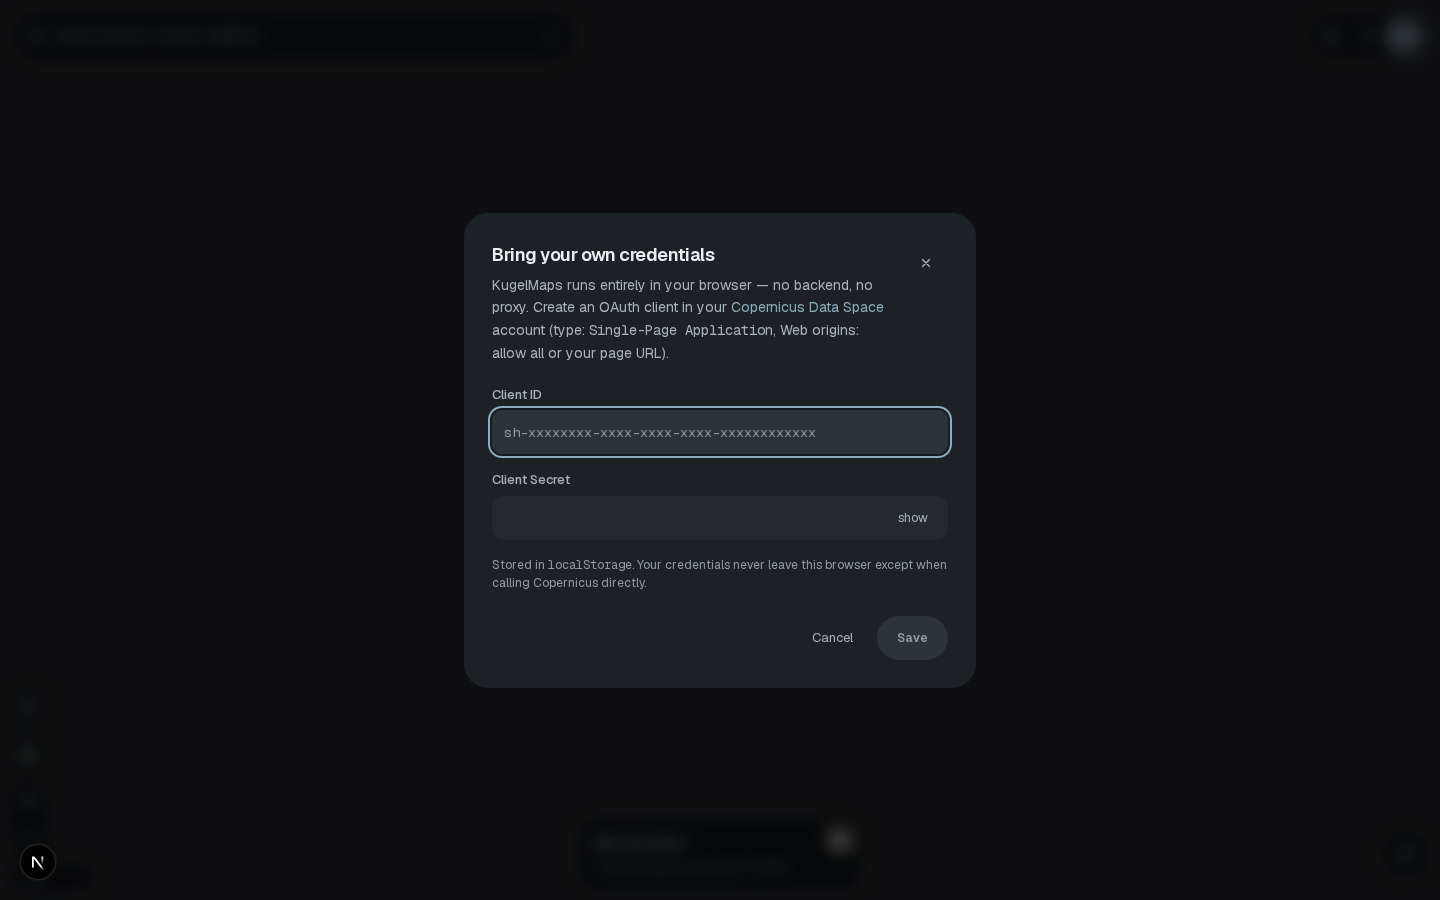 Bring your own credentials
KugelMaps runs entirely in your browser — no backend, no
proxy. Create an OAuth client in your Copernicus Data Space
account (type: Single-Page Application, Web origins:
allow all or your page URL).
Client ID
sh-xxxxxxxx-xxxx-xxxx-xxxx-xxxxxxxxxxxx
Client Secret
show
Stored in localStorage. Your credentials never leave this browser except when
calling Copernicus directly.
Cancel
Save
N